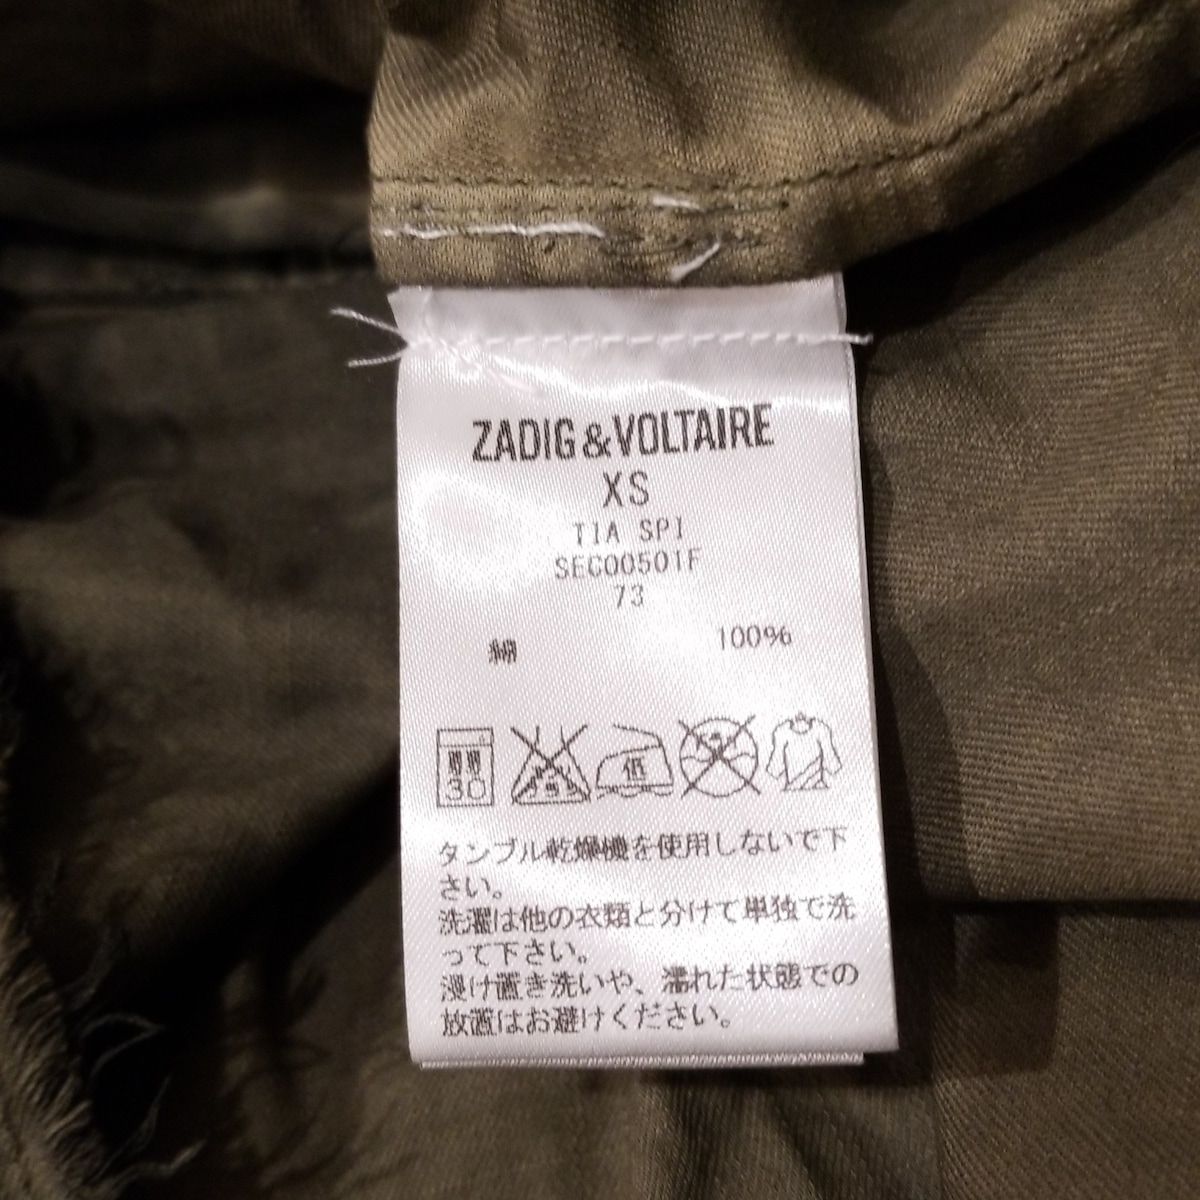 ZADIG&VOLTAIRE
XS
TIA SPI
SEC00501F
73
綿 100%
弱 30 低
タンブル乾燥機を使用しないで下
さい。
洗濯は他の衣類と分けて単独で洗
って下さい。
浸け置き洗いや、濡れた状態での
放置はお避けください。